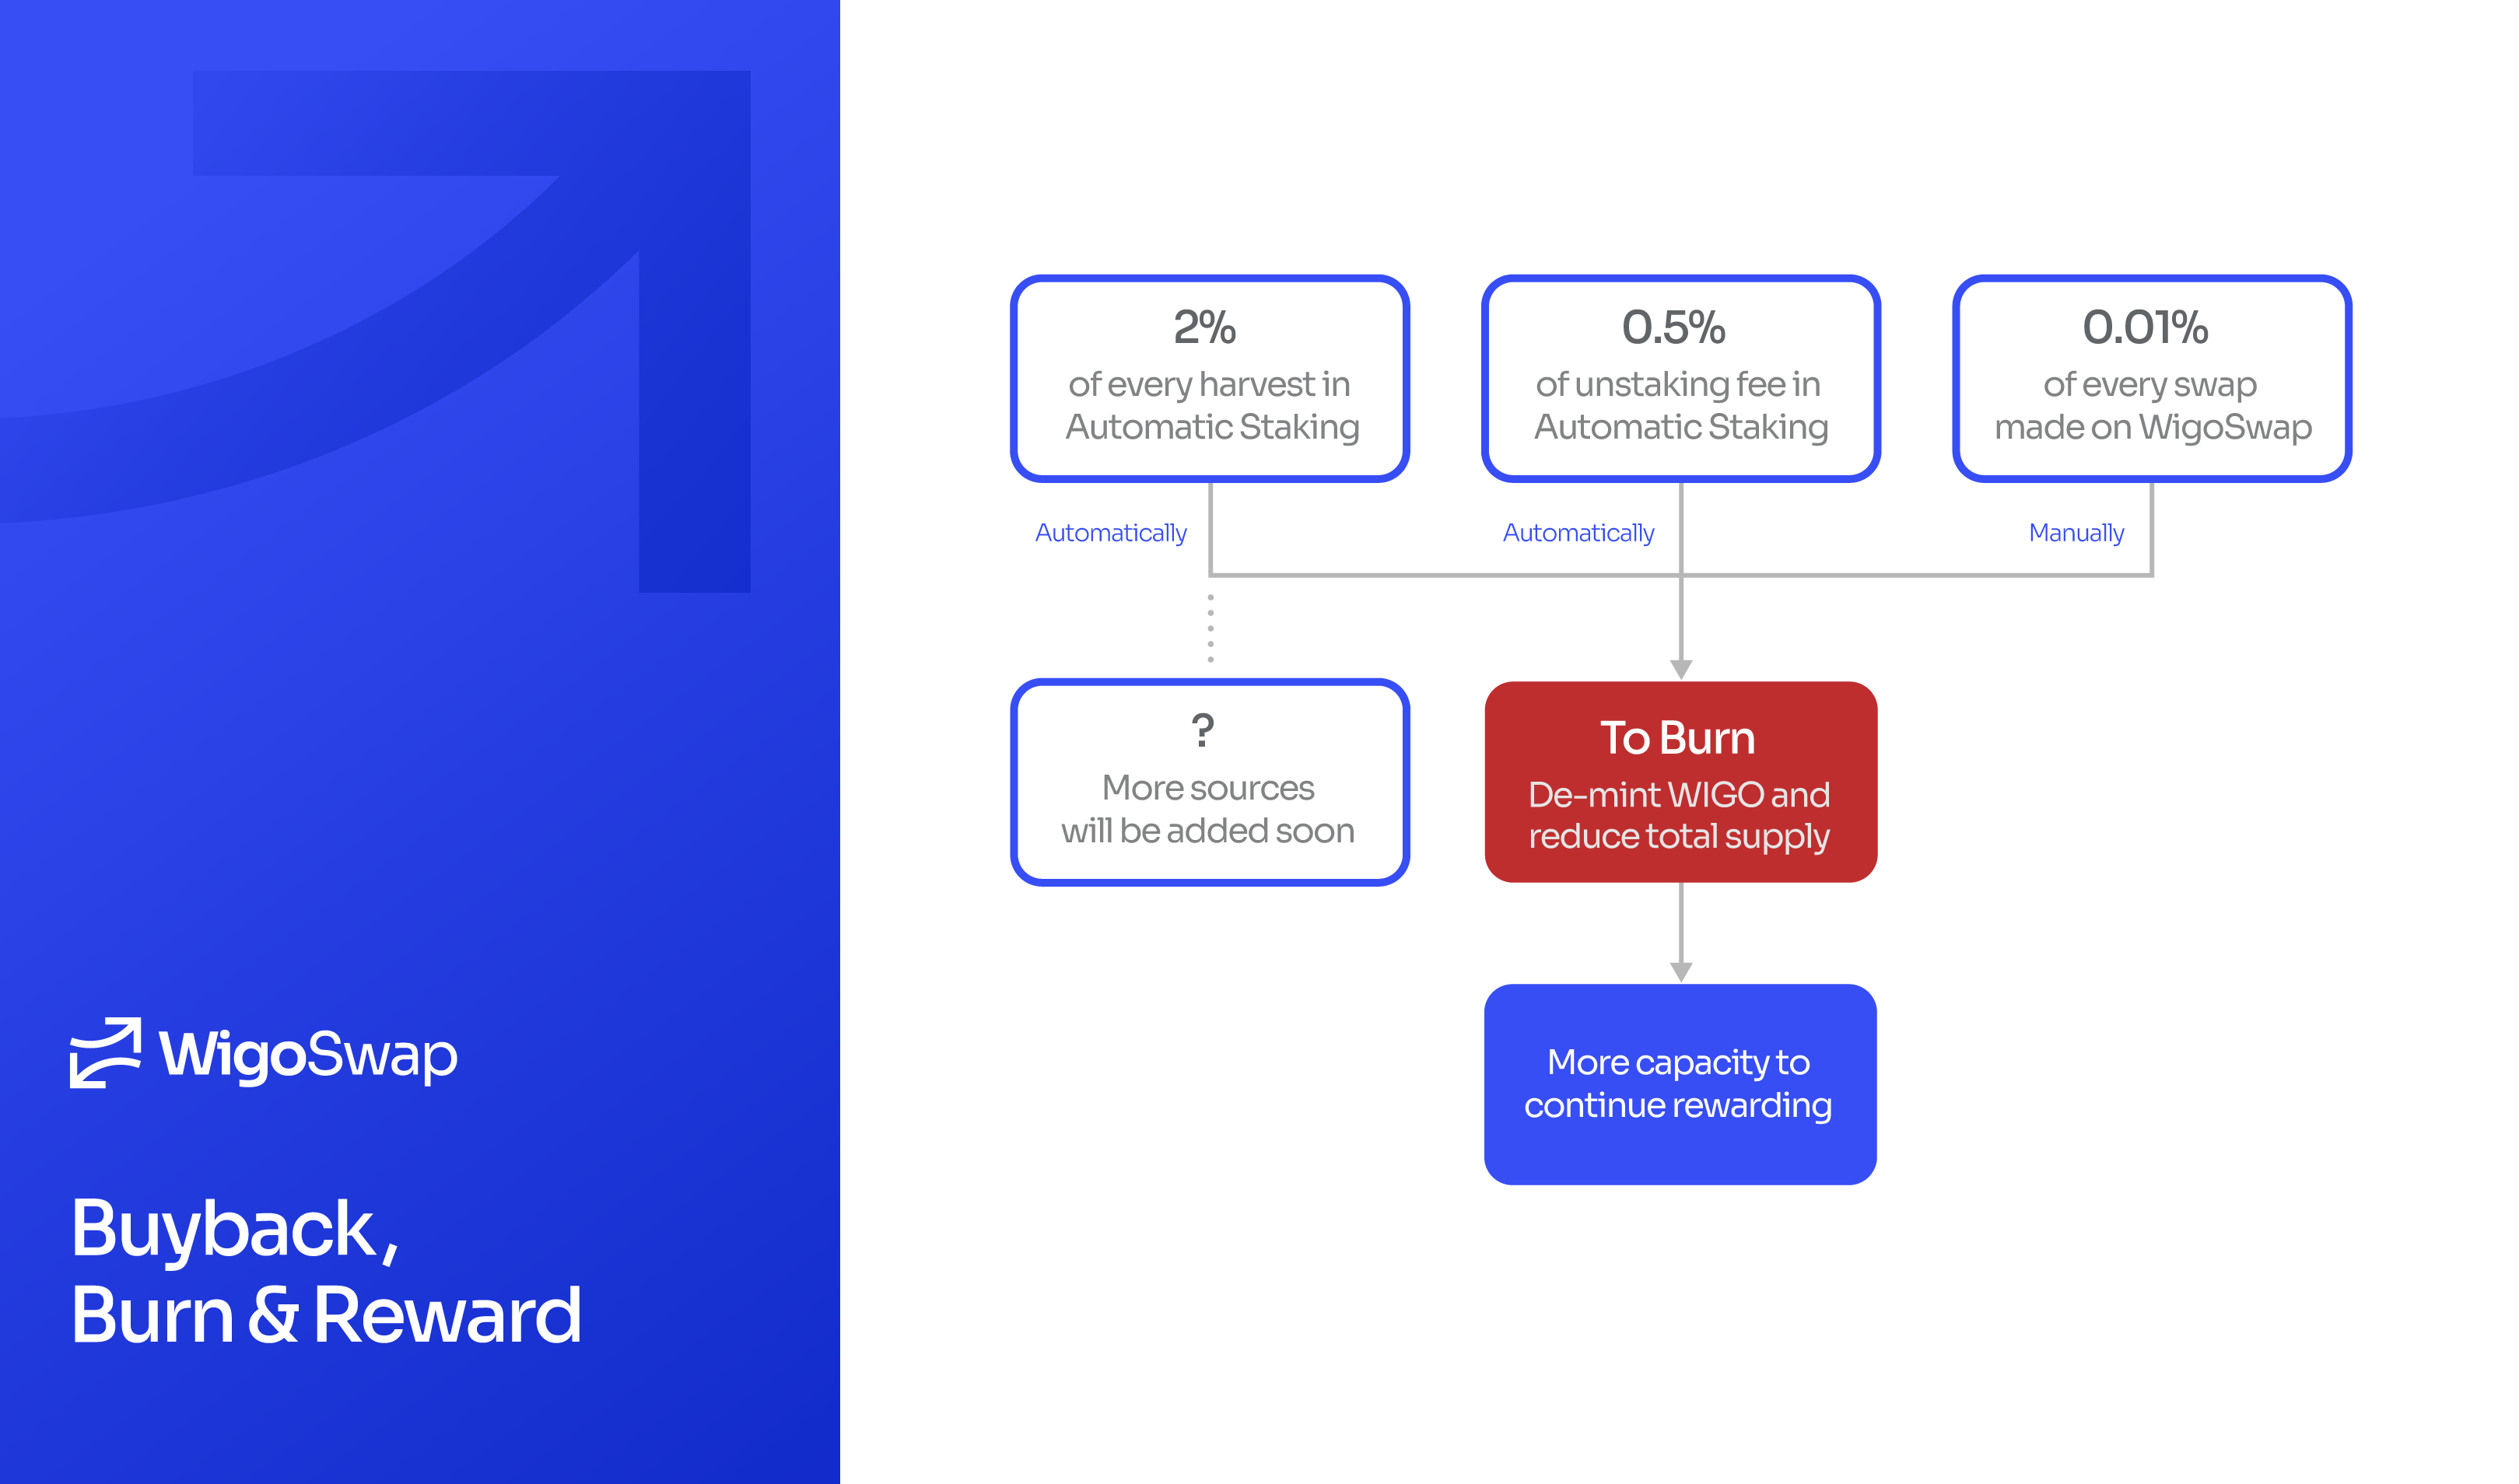 WigoSwap
Buyback,
Burn & Reward
2%
of every harvest in
Automatic Staking
0.5%
of unstaking fee in
Automatic Staking
0.01%
of every swap
made on WigoSwap
Automatically
Automatically
Manually
?
More sources
will be added soon
To Burn
De-mint WIGO and
reduce total supply
More capacity to
continue rewarding